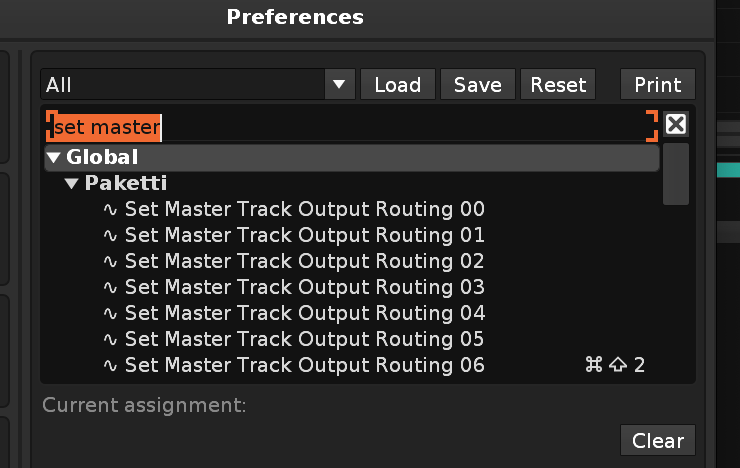 Preferences
All Load Save Reset Print
set master
Global
Paketti
Set Master Track Output Routing 00
Set Master Track Output Routing 01
Set Master Track Output Routing 02
Set Master Track Output Routing 03
Set Master Track Output Routing 04
Set Master Track Output Routing 05
Set Master Track Output Routing 06 ⌘ ⇧ 2
Current assignment:
Clear